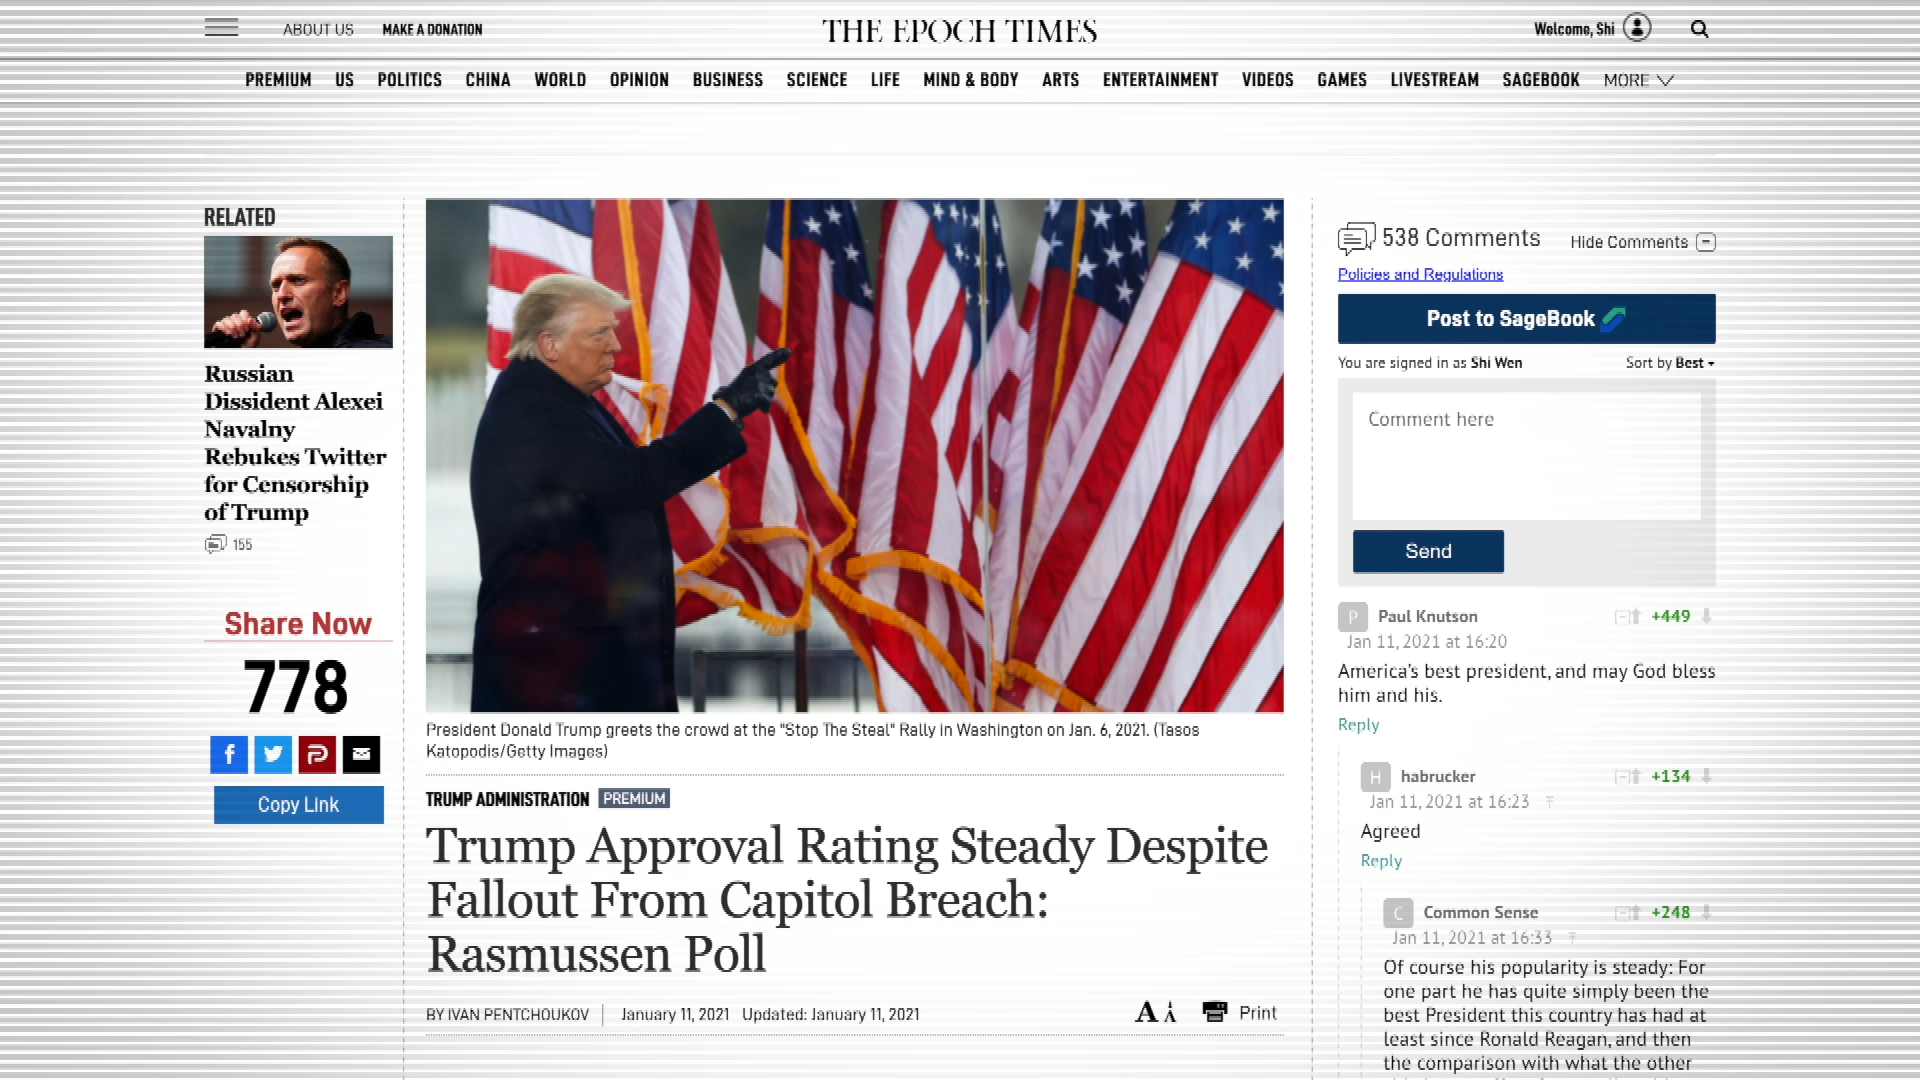 ABOUT US
MAKE A DONATION
THE EPOCH TIMES
Welcome, Shi
PREMIUM US POLITICS CHINA WORLD OPINION BUSINESS SCIENCE LIFE MIND & BODY ARTS ENTERTAINMENT VIDEOS GAMES LIVESTREAM SAGEBOOK MORE
RELATED
Russian
Dissident Alexei
Navalny
Rebukes Twitter
for Censorship
of Trump
155
Share Now
778
Copy Link
President Donald Trump greets the crowd at the "Stop The Steal" Rally in Washington on Jan. 6, 2021. (Tasos
Katopodis/Getty Images)
TRUMP ADMINISTRATION PREMIUM
Trump Approval Rating Steady Despite
Fallout From Capitol Breach:
Rasmussen Poll
BY IVAN PENTCHOUKOV January 11, 2021 Updated: January 11, 2021
Print
538 Comments
Hide Comments
Policies and Regulations
Post to SageBook
You are signed in as Shi Wen
Sort by Best
Comment here
Send
P Paul Knutson +449
Jan 11, 2021 at 16:20
America's best president, and may God bless
him and his.
Reply
H habrucker +134
Jan 11, 2021 at 16:23
Agreed
Reply
C Common Sense +248
Jan 11, 2021 at 16:33
Of course his popularity is steady: For
one part he has quite simply been the
best President this country has had at
least since Ronald Reagan, and then
the comparison with what the other